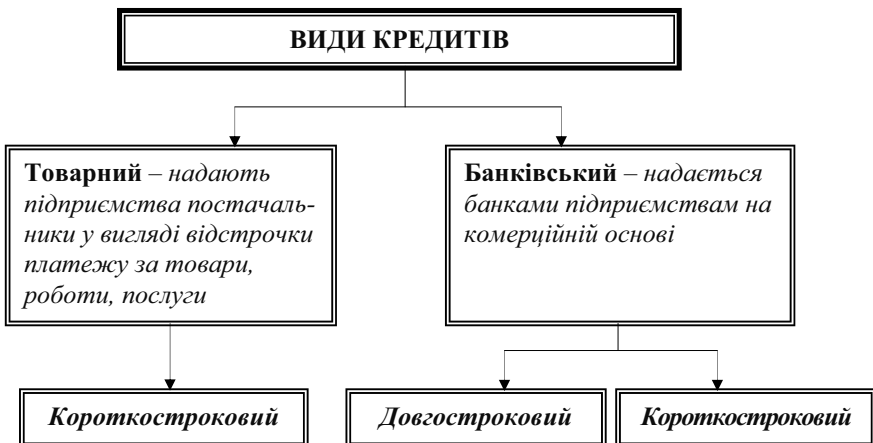 ВИДИ КРЕДИТІВ
Товарний – надають
підприємства постачаль-
ники у вигляді відстрочки
платежу за товари,
роботи, послуги
Банківський – надається
банками підприємствам на
комерційній основі
Короткостроковий
Довгостроковий
Короткостроковий